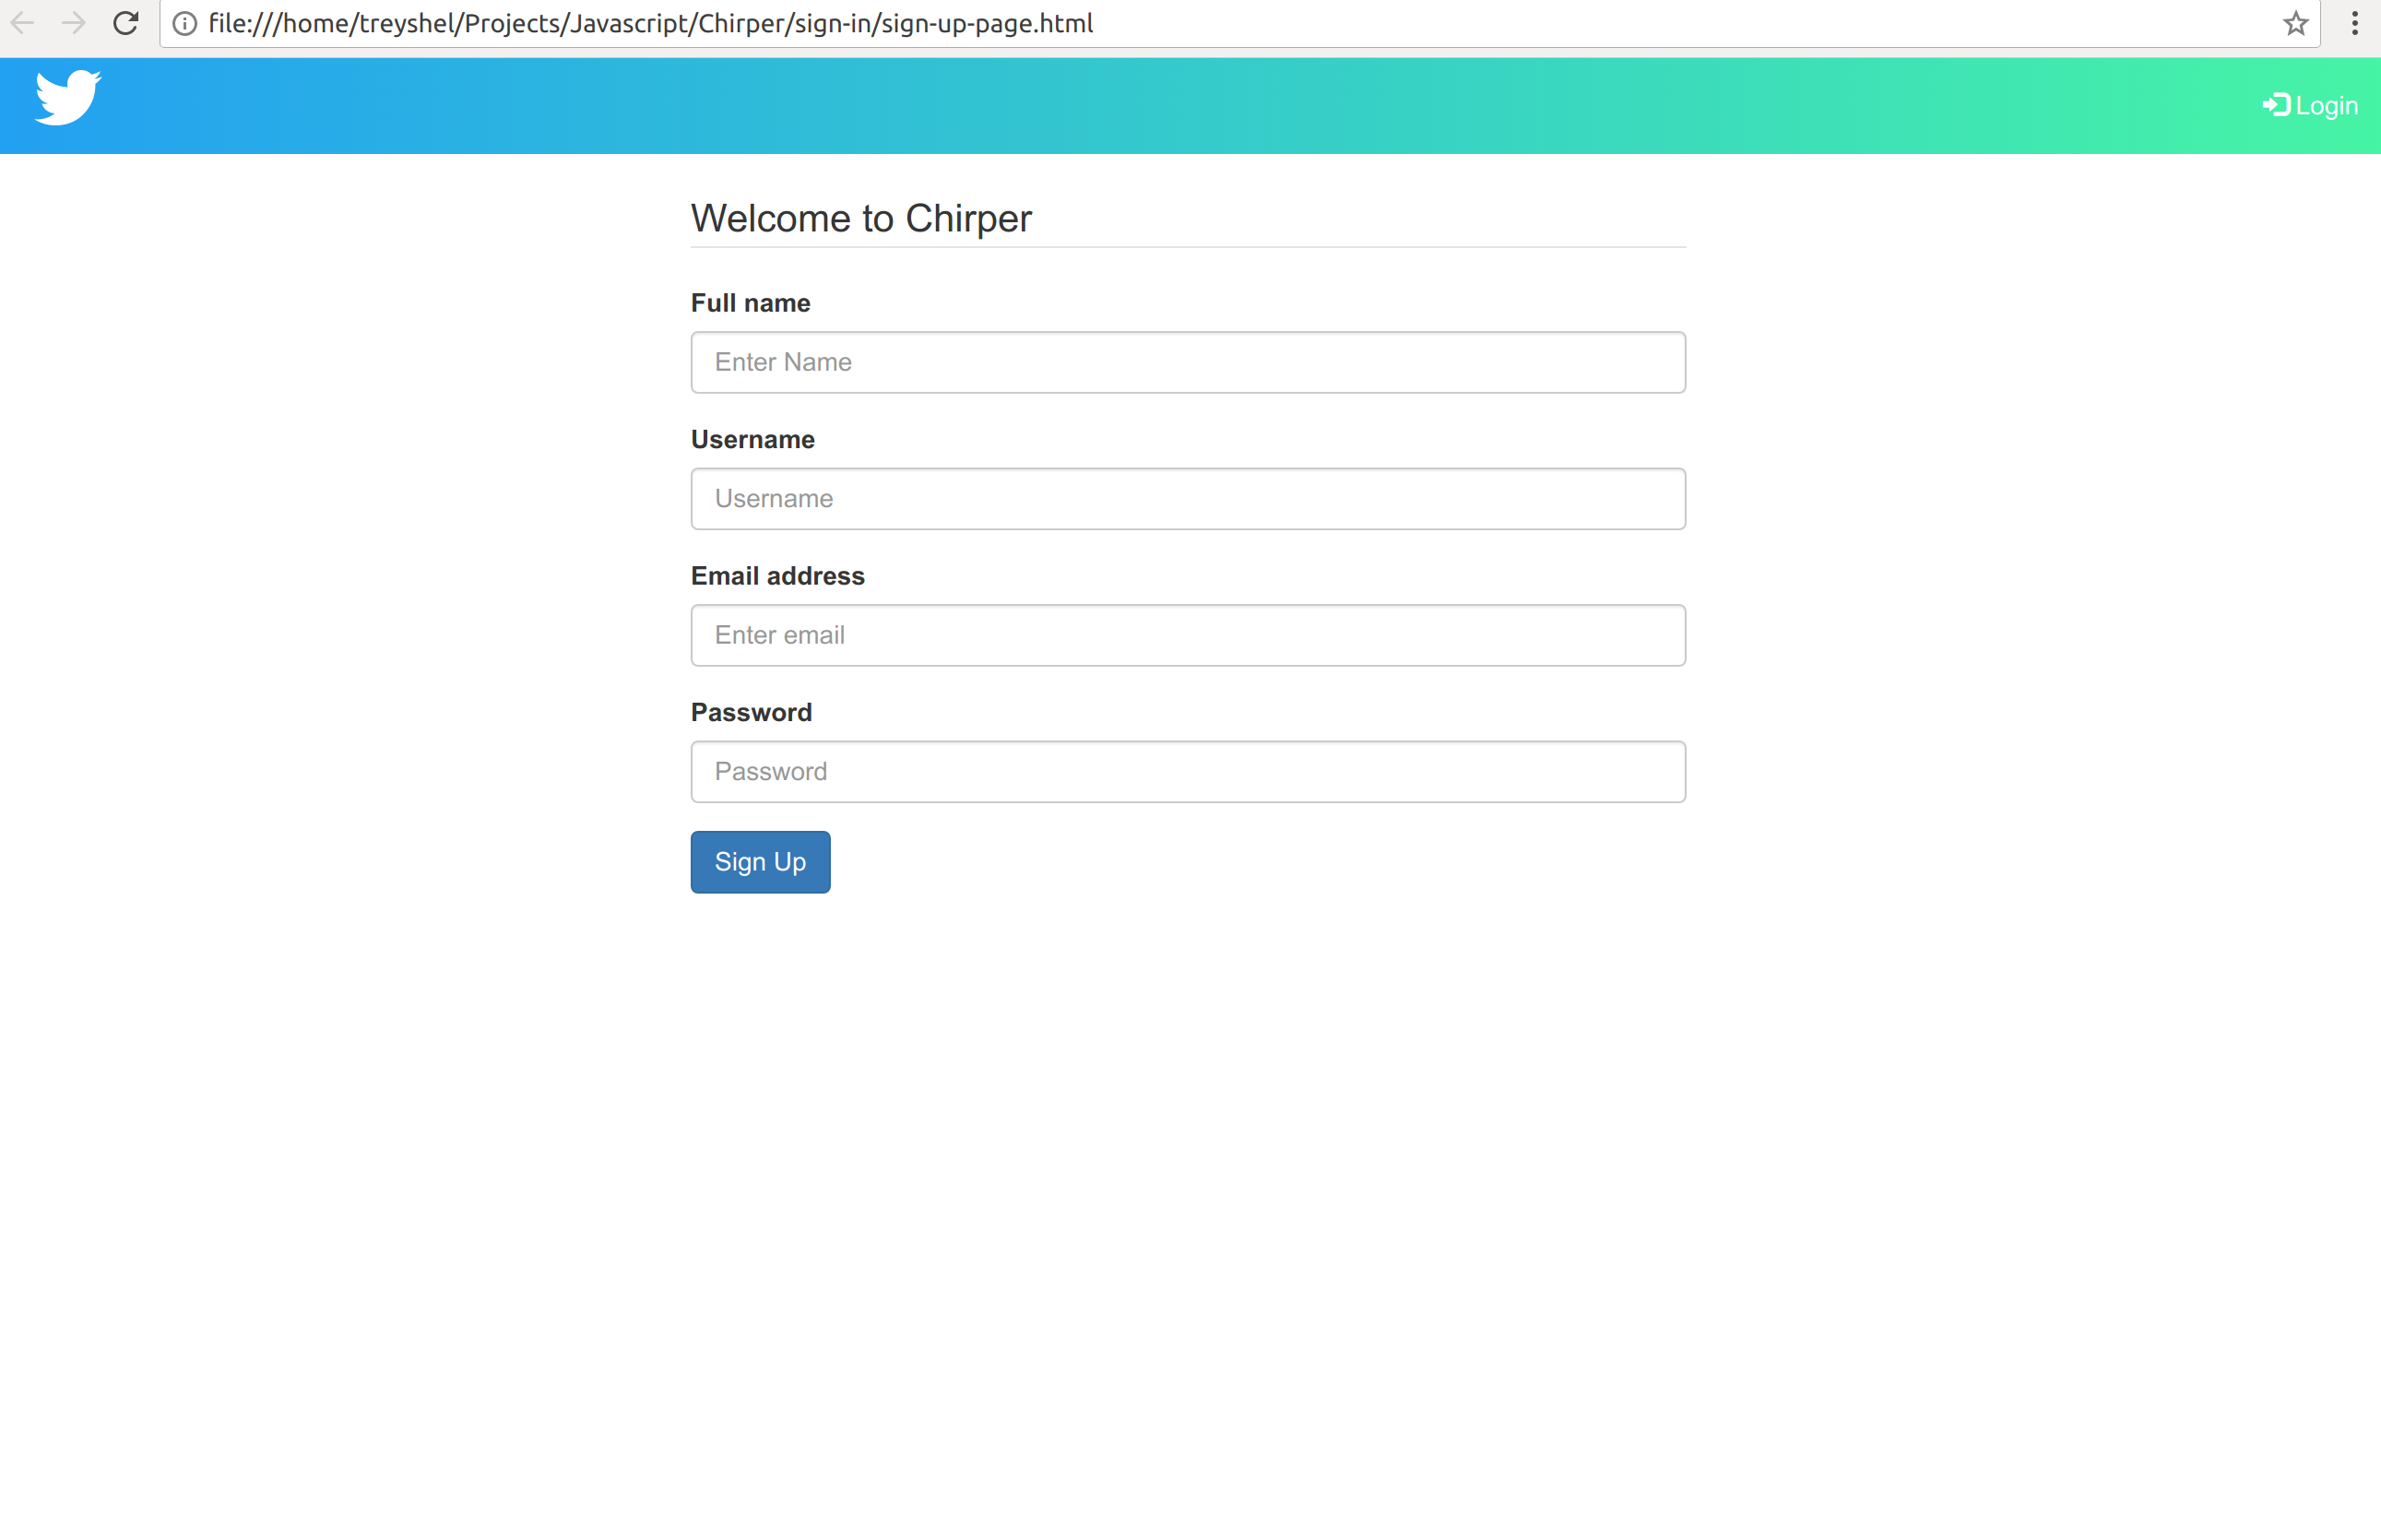 file:///home/treyshel/Projects/Javascript/Chirper/sign-in/sign-up-page.html
Login
Welcome to Chirper
Full name
Enter Name
Username
Username
Email address
Enter email
Password
Password
Sign Up